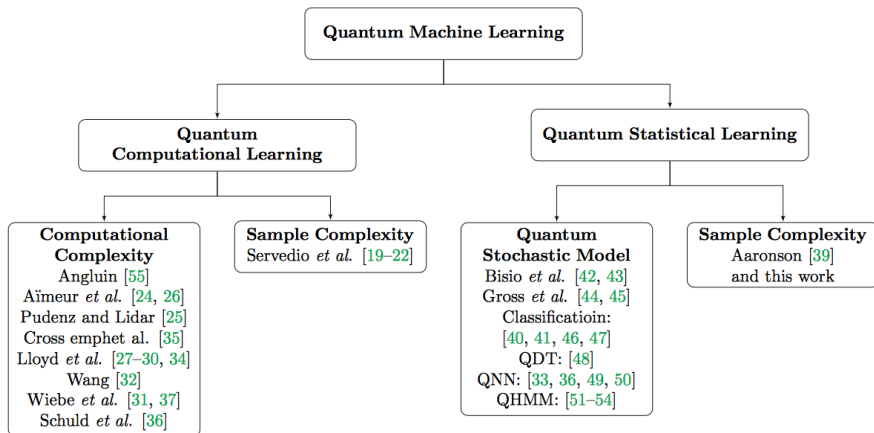 Quantum Machine Learning
Quantum
Computational Learning
Quantum Statistical Learning
Computational
Complexity
Angluin [55]
Aïmeur et al. [24, 26]
Pudenz and Lidar [25]
Cross emphet al. [35]
Lloyd et al. [27–30, 34]
Wang [32]
Wiebe et al. [31, 37]
Schuld et al. [36]
Sample Complexity
Servedio et al. [19–22]
Quantum
Stochastic Model
Bisio et al. [42, 43]
Gross et al. [44, 45]
Classificatioin:
[40, 41, 46, 47]
QDT: [48]
QNN: [33, 36, 49, 50]
QHMM: [51–54]
Sample Complexity
Aaronson [39]
and this work